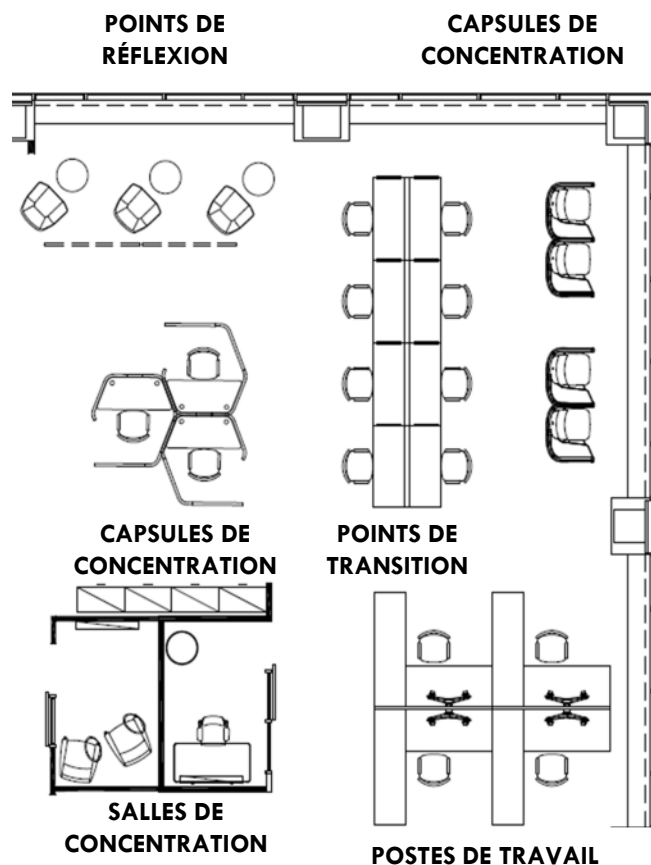 POINTS DE
RÉFLEXION
CAPSULES DE
CONCENTRATION
CAPSULES DE
CONCENTRATION
POINTS DE
TRANSITION
SALLES DE
CONCENTRATION
POSTES DE TRAVAIL